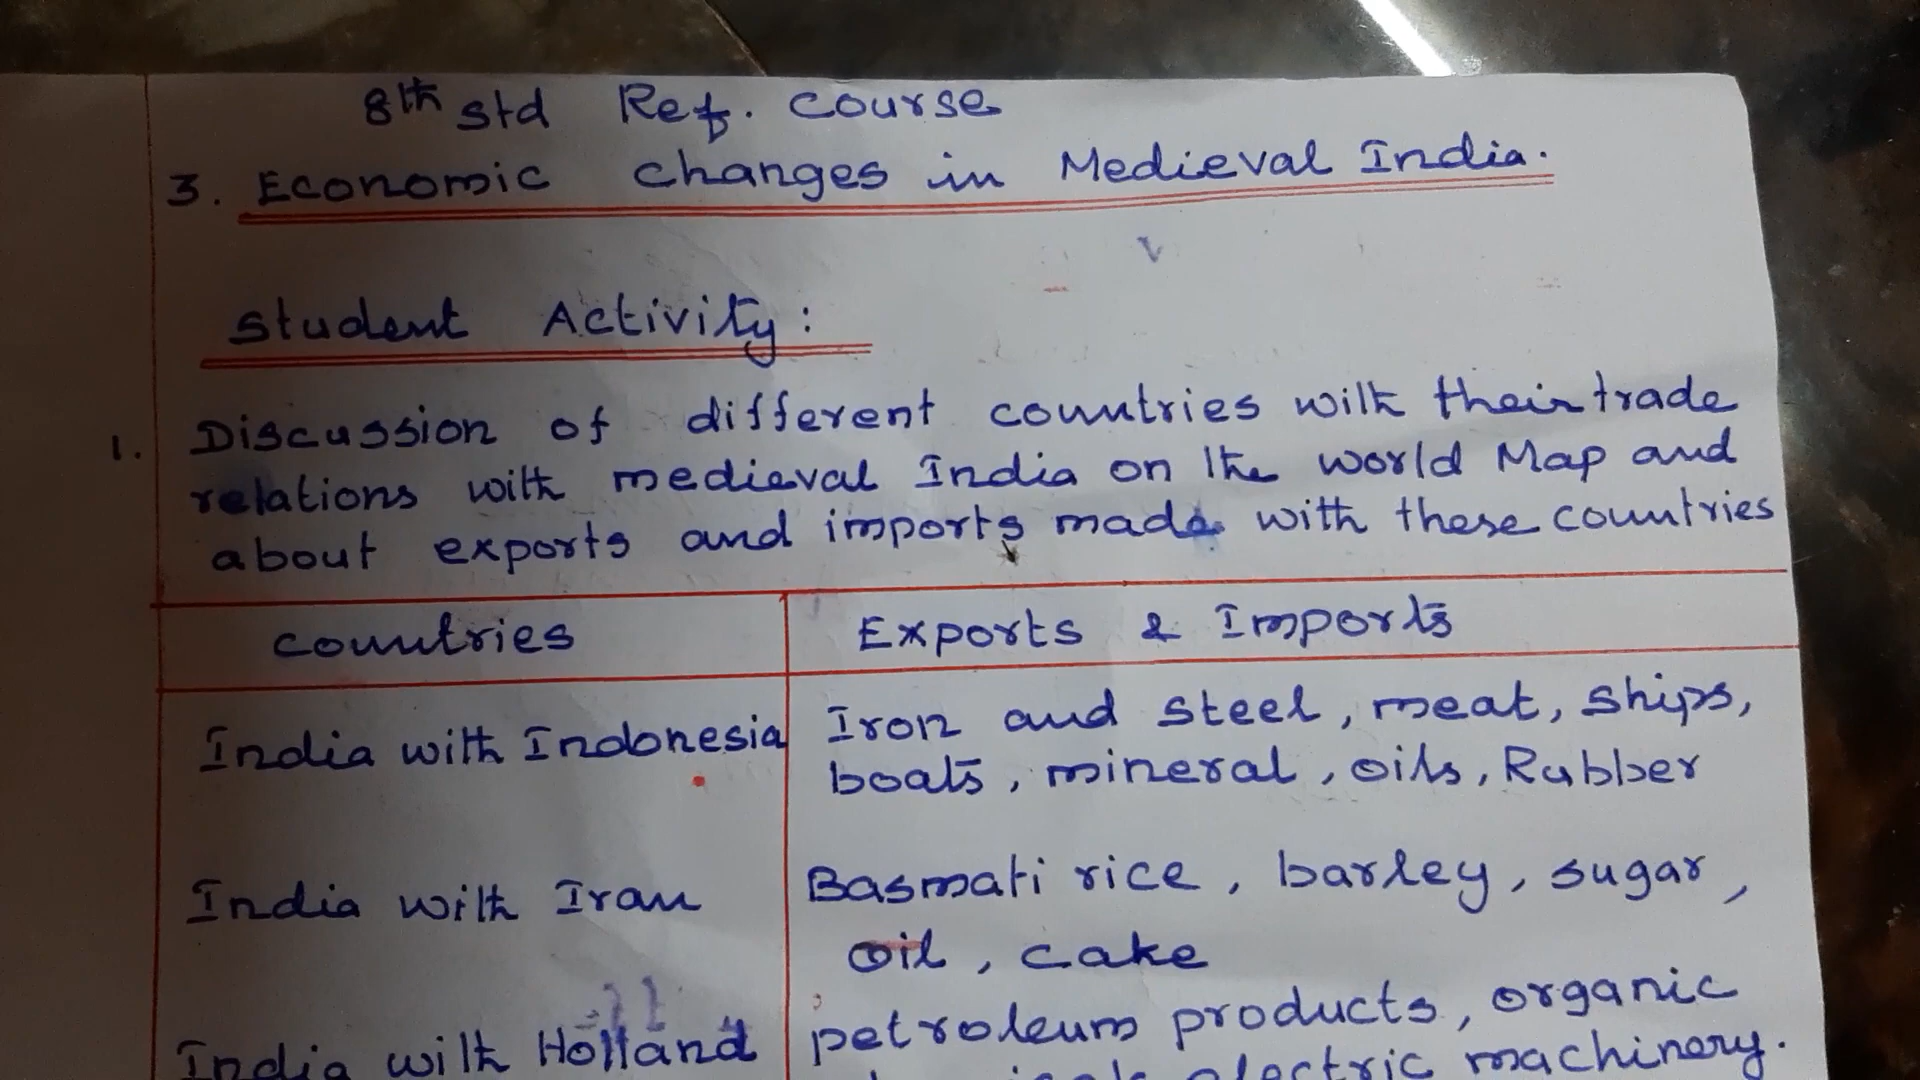 8th std Ref. course
3. Economic changes in Medieval India.
Student Activity:
1. Discussion of different countries with their trade
relations with medieval India on the world Map and
about exports and imports made with these countries
countries Exports & Imports
India with Indonesia Iron and steel, meat, ships,
boats, mineral, oils, Rubber
India with Iran Basmati rice, barley, sugar,
oil, cake
India with Holland petroleum products, organic
electric machinery.